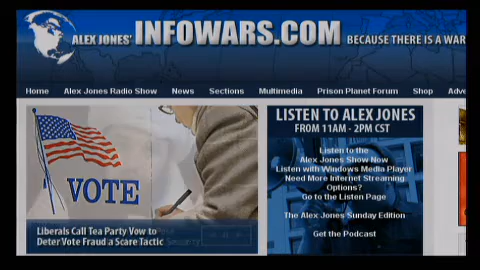 ALEX JONES' INFOWARS.COM BECAUSE THERE IS A WAR
Home Alex Jones Radio Show News Sections Multimedia Prison Planet Forum Shop Adve
VOTE
Liberals Call Tea Party Vow to
Deter Vote Fraud a Scare Tactic
LISTEN TO ALEX JONES
FROM 11AM - 2PM CST
Listen to the
Alex Jones Show Now
Listen with Windows Media Player
Need More Internet Streaming
Options?
Go to the Listen Page
The Alex Jones Sunday Edition
Get the Podcast